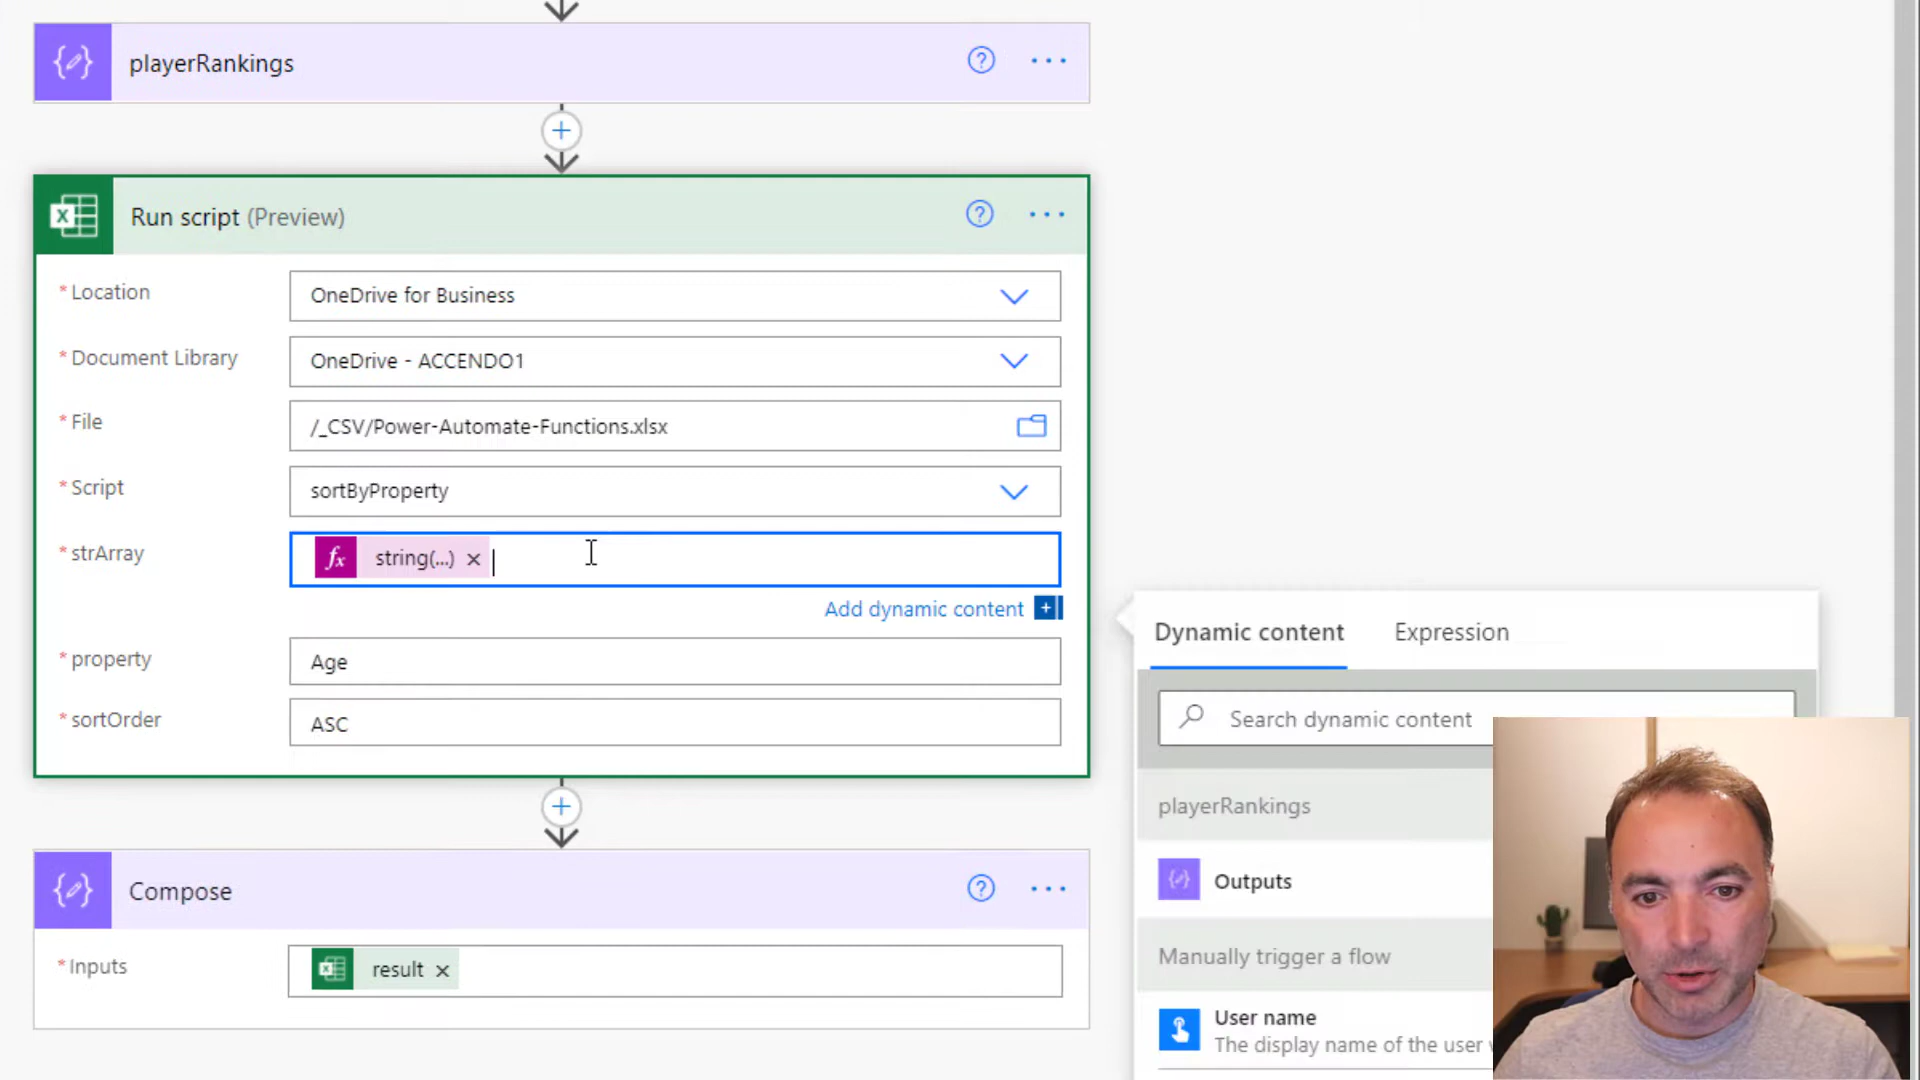 playerRankings
Run script (Preview)
* Location
OneDrive for Business
* Document Library
OneDrive - ACCENDO1
* File
/_CSV/Power-Automate-Functions.xlsx
* Script
sortByProperty
* strArray
fx string(...) ×
Add dynamic content
* property
Age
* sortOrder
ASC
Compose
* Inputs
result ×
Dynamic content
Expression
Search dynamic content
playerRankings
Outputs
Manually trigger a flow
User name
The display name of the user